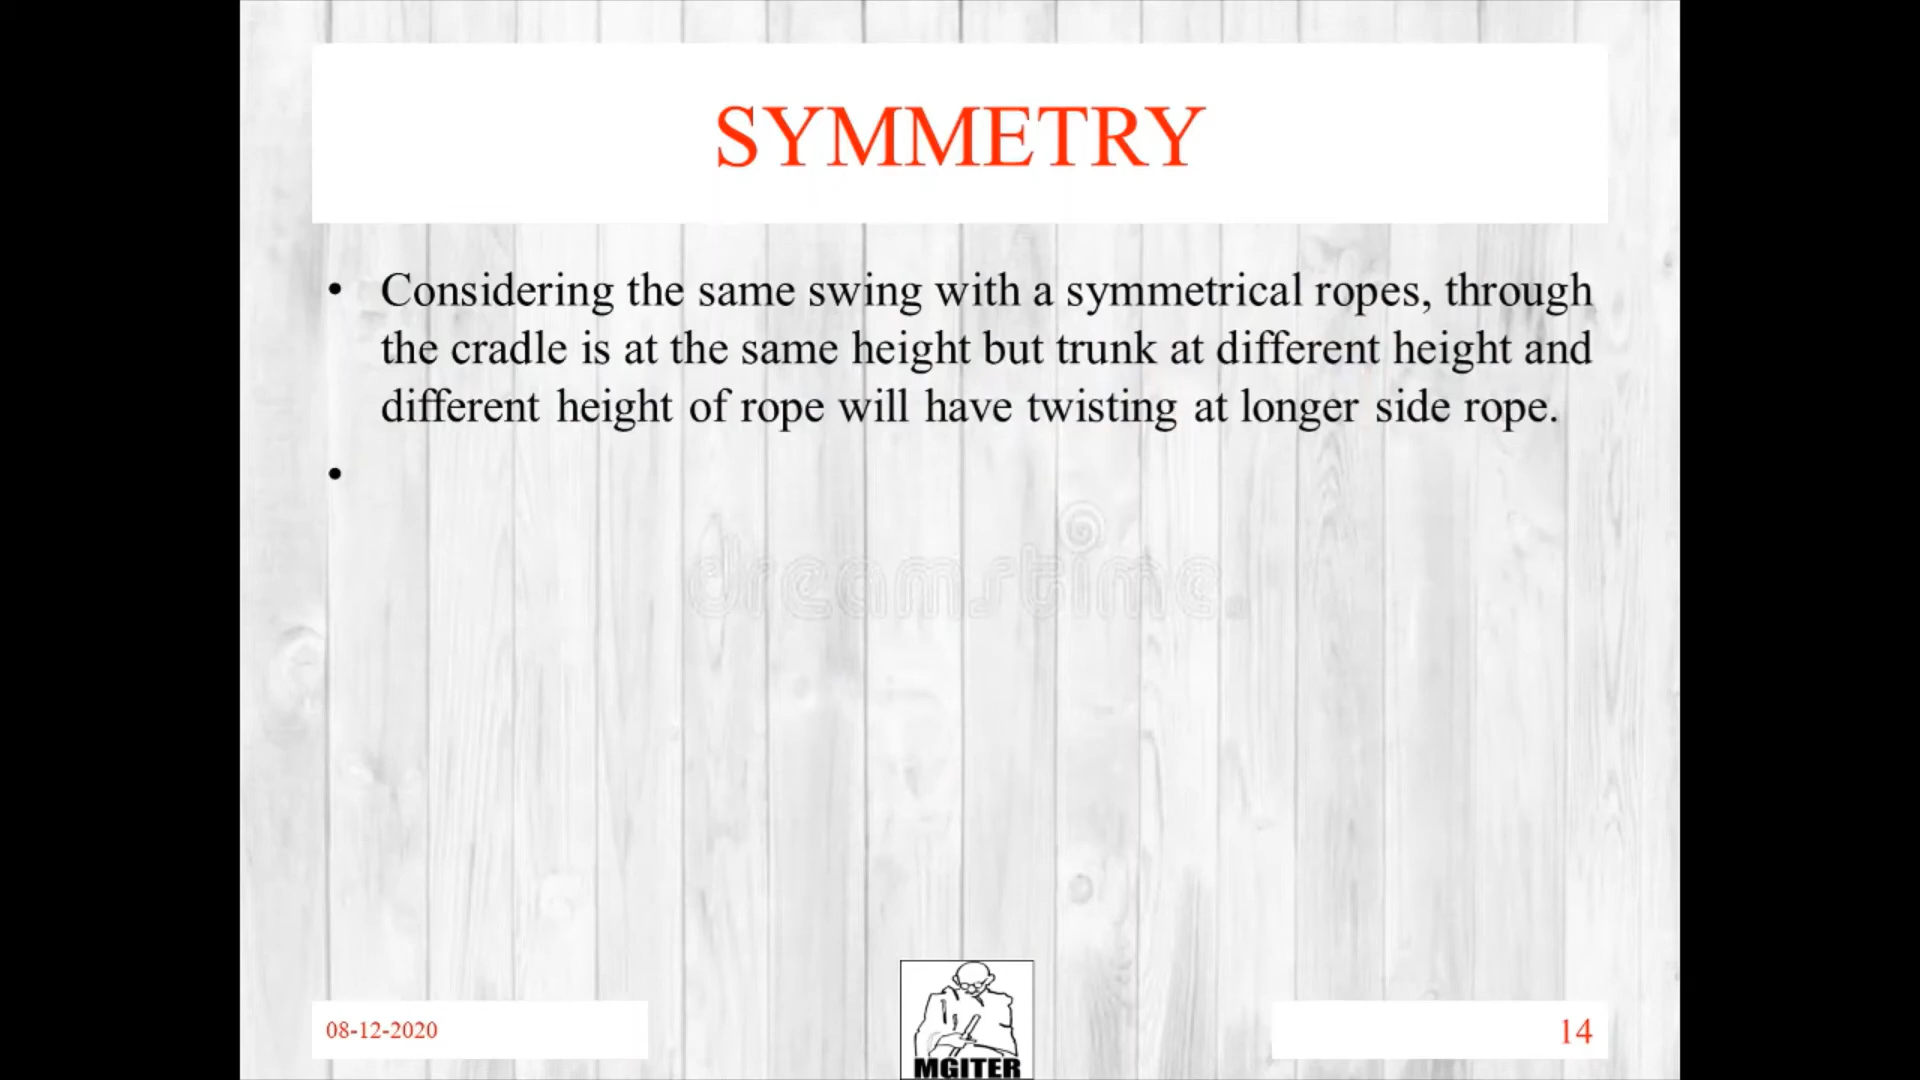 SYMMETRY
• Considering the same swing with a symmetrical ropes, through
the cradle is at the same height but trunk at different height and
different height of rope will have twisting at longer side rope.
•
dreamstime.
08-12-2020
MGITER
14